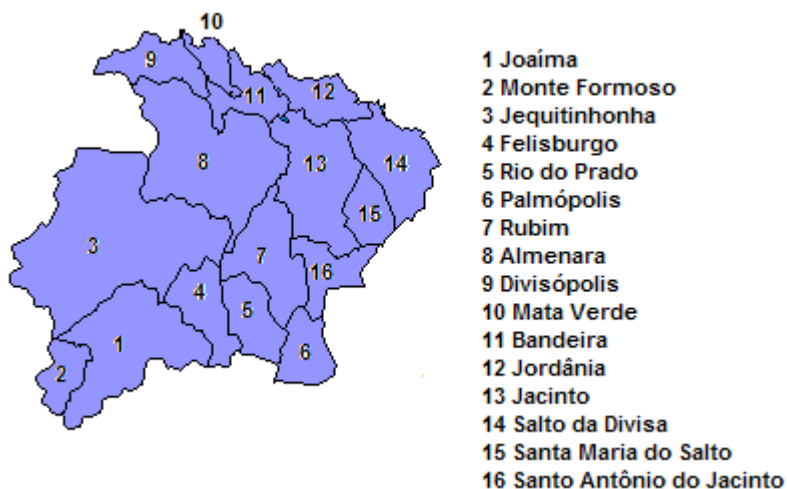 10
9
12
11
8
13
14
15
3
7
16
4
5
1
6
2
1 Joaíma
2 Monte Formoso
3 Jequitinhonha
4 Felisburgo
5 Rio do Prado
6 Palmópolis
7 Rubim
8 Almenara
9 Divisópolis
10 Mata Verde
11 Bandeira
12 Jordânia
13 Jacinto
14 Salto da Divisa
15 Santa Maria do Salto
16 Santo Antônio do Jacinto